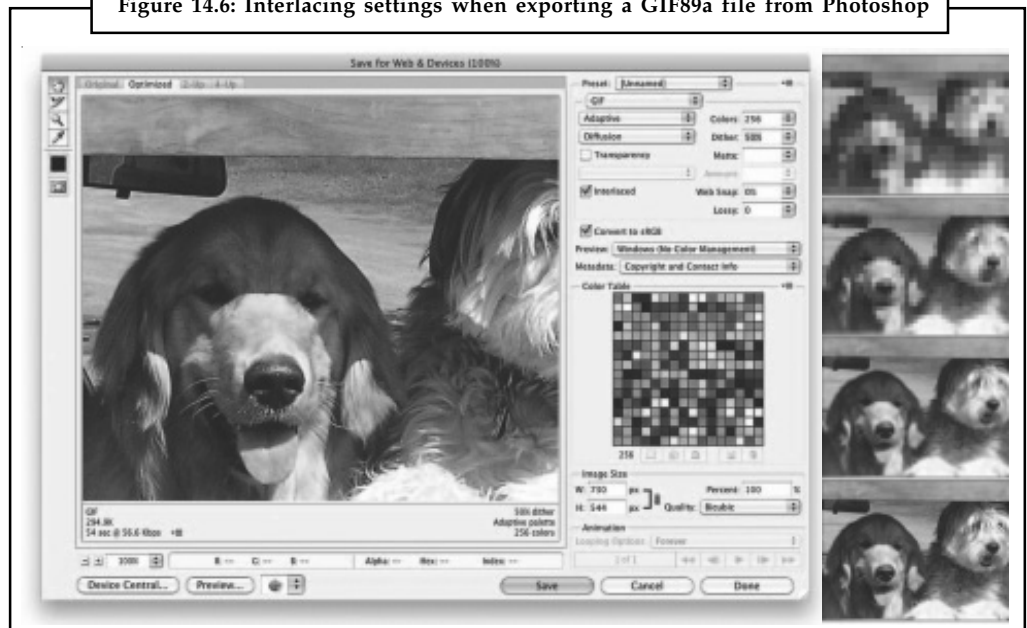 Figure 14.6: Interlacing settings when exporting a GIF89a file from Photoshop
Save for Web & Devices (100%)
Original Optimized 2-Up 4-Up
Preset: [Unnamed]
GIF
Adaptive Colors: 256
Diffusion Dither: 50%
Transparency Matte:
Amount:
Interlaced Web Snap: 0%
Lossy: 0
Convert to sRGB
Preview: Windows (No Color Management)
Metadata: Copyright and Contact Info
Color Table
256
Image Size
W: 730 px Percent: 100 %
H: 544 px Quality: Bicubic
Animation
Looping Options: Forever
1 of 1
GIF 50% dither
294.9K Adaptive palette
54 sec @ 56.6 Kbps 256 colors
100% R: -- G: -- B: -- Alpha: -- Hex: -- Index: --
Device Central... Preview... Save Cancel Done